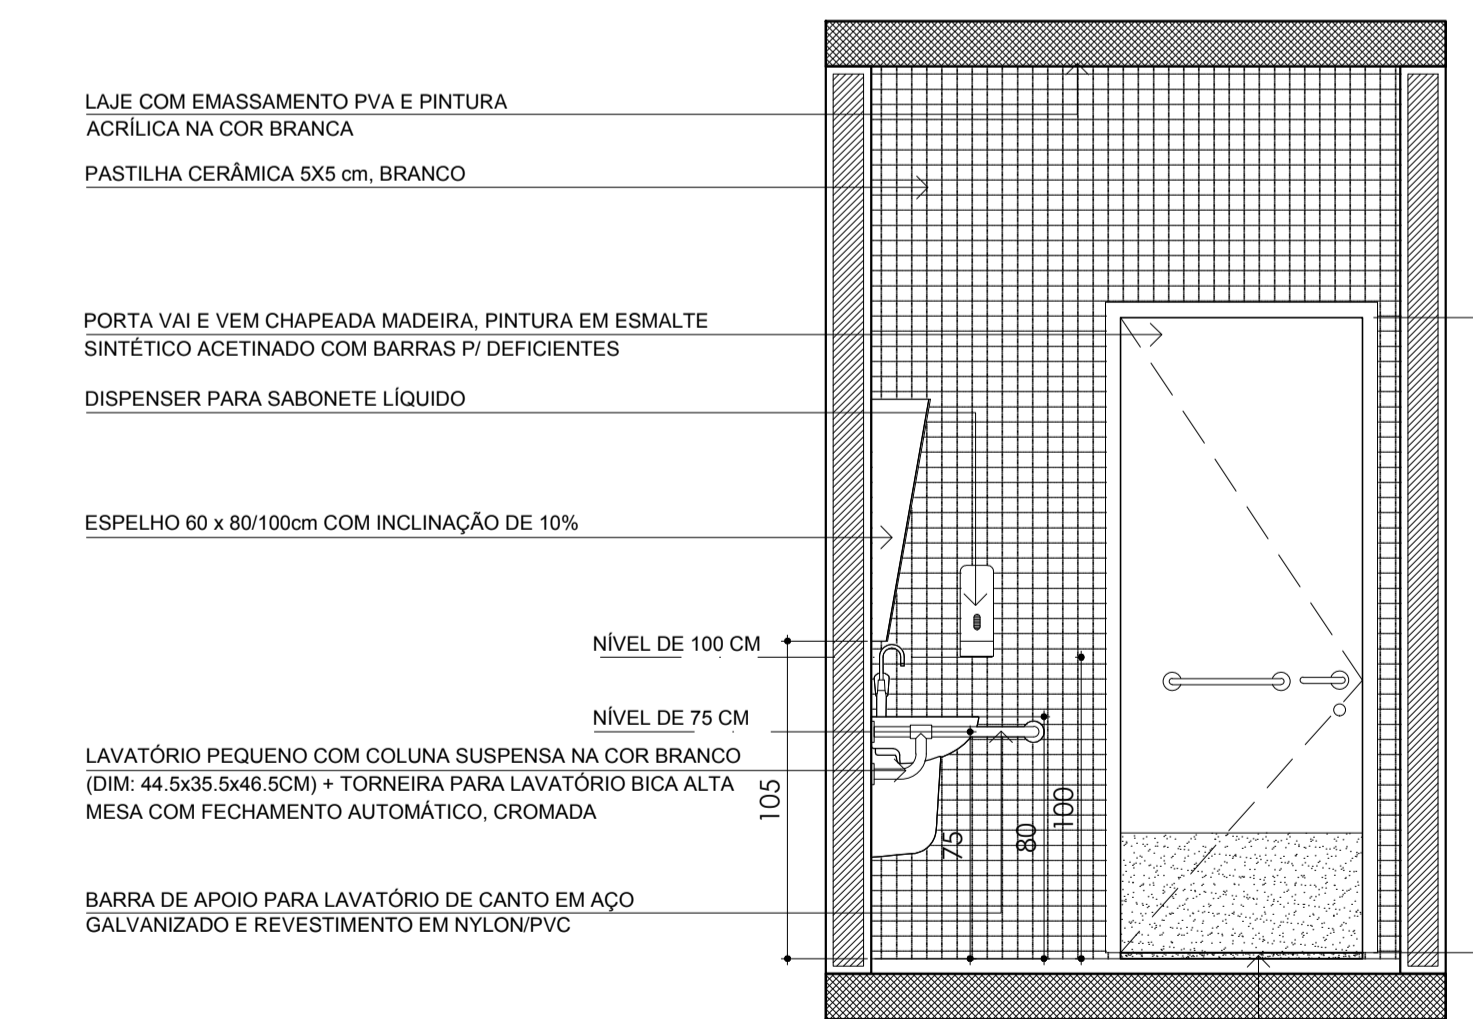 LAJE COM EMASSAMENTO PVA E PINTURA
ACRÍLICA NA COR BRANCA
PASTILHA CERÂMICA 5X5 cm, BRANCO
PORTA VAI E VEM CHAPEADA MADEIRA, PINTURA EM ESMALTE
SINTÉTICO ACETINADO COM BARRAS P/ DEFICIENTES
DISPENSER PARA SABONETE LÍQUIDO
ESPELHO 60 x 80/100cm COM INCLINAÇÃO DE 10%
NÍVEL DE 100 CM
NÍVEL DE 75 CM
LAVATÓRIO PEQUENO COM COLUNA SUSPENSA NA COR BRANCO
(DIM: 44.5x35.5x46.5CM) + TORNEIRA PARA LAVATÓRIO BICA ALTA
MESA COM FECHAMENTO AUTOMÁTICO, CROMADA
105
75
80
100
BARRA DE APOIO PARA LAVATÓRIO DE CANTO EM AÇO
GALVANIZADO E REVESTIMENTO EM NYLON/PVC